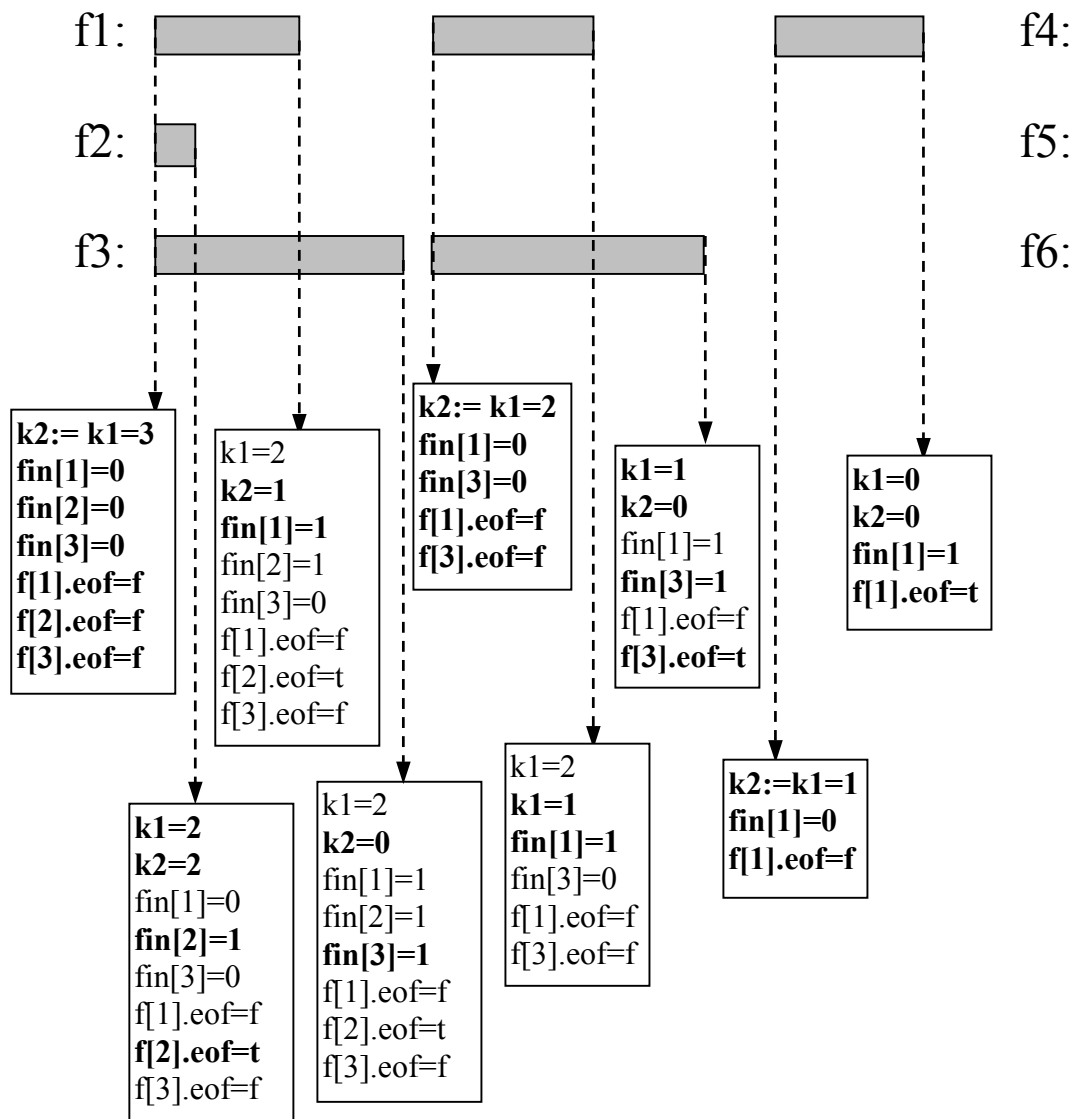 f1:
f4:
f2:
f5:
f3:
f6:
k2:= k1=3
fin[1]=0
fin[2]=0
fin[3]=0
f[1].eof=f
f[2].eof=f
f[3].eof=f
k1=2
k2=1
fin[1]=1
fin[2]=1
fin[3]=0
f[1].eof=f
f[2].eof=t
f[3].eof=f
k2:= k1=2
fin[1]=0
fin[3]=0
f[1].eof=f
f[3].eof=f
k1=1
k2=0
fin[1]=1
fin[3]=1
f[1].eof=f
f[3].eof=t
k1=0
k2=0
fin[1]=1
f[1].eof=t
k1=2
k2=2
fin[1]=0
fin[2]=1
fin[3]=0
f[1].eof=f
f[2].eof=t
f[3].eof=f
k1=2
k2=0
fin[1]=1
fin[2]=1
fin[3]=1
f[1].eof=f
f[2].eof=t
f[3].eof=f
k1=2
k1=1
fin[1]=1
fin[3]=0
f[1].eof=f
f[3].eof=f
k2:=k1=1
fin[1]=0
f[1].eof=f